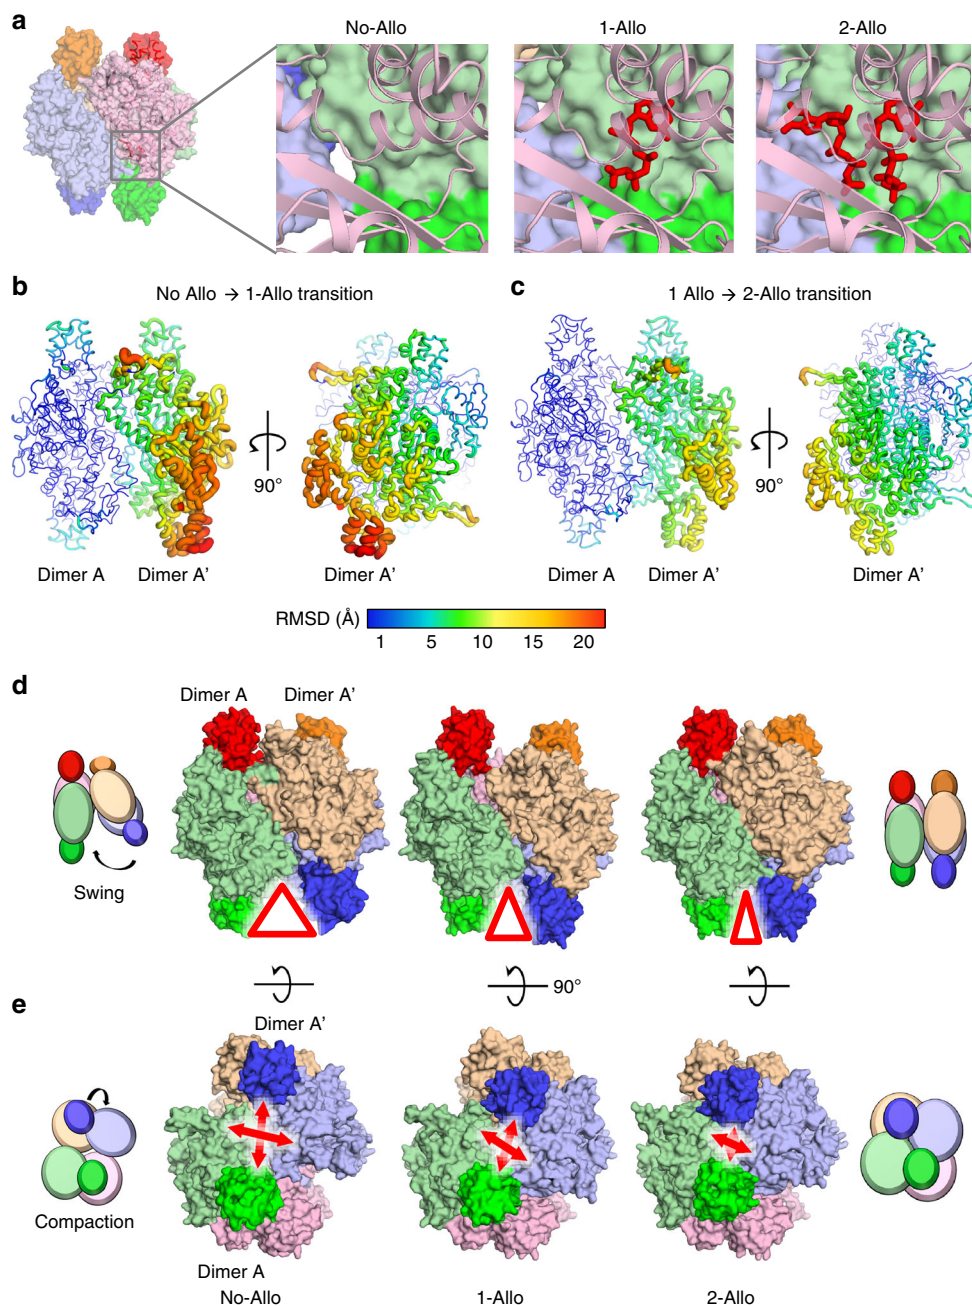 a
No-Allo
1-Allo
2-Allo
b
No Allo → 1-Allo transition
90°
Dimer A
Dimer A'
Dimer A'
c
1 Allo → 2-Allo transition
90°
Dimer A
Dimer A'
Dimer A'
RMSD (Å)
1
5
10
15
20
d
Dimer A
Dimer A'
Swing
90°
e
Dimer A'
Compaction
Dimer A
No-Allo
1-Allo
2-Allo